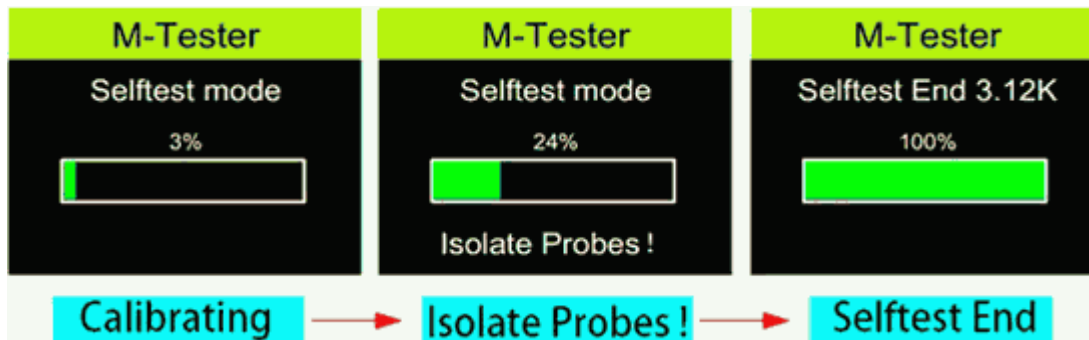 M-Tester
Selftest mode
3%
M-Tester
Selftest mode
24%
Isolate Probes!
M-Tester
Selftest End 3.12K
100%
Calibrating
Isolate Probes!
Selftest End